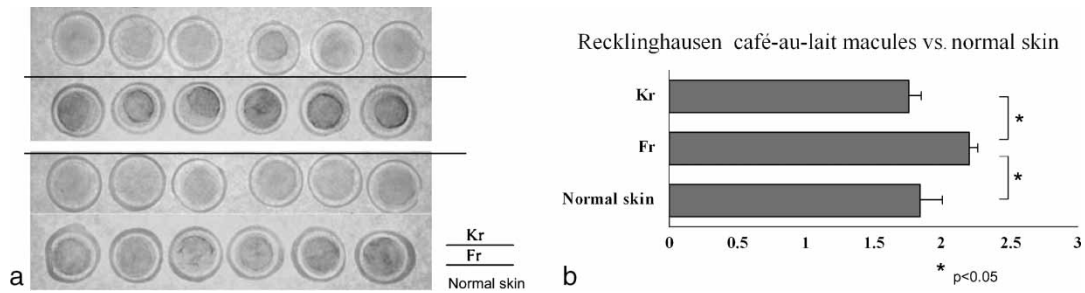 a
Kr
Fr
Normal skin
b
Recklinghausen café-au-lait macules vs. normal skin
Kr
Fr
Normal skin
*
*
0 0.5 1 1.5 2 2.5 3
* p<0.05